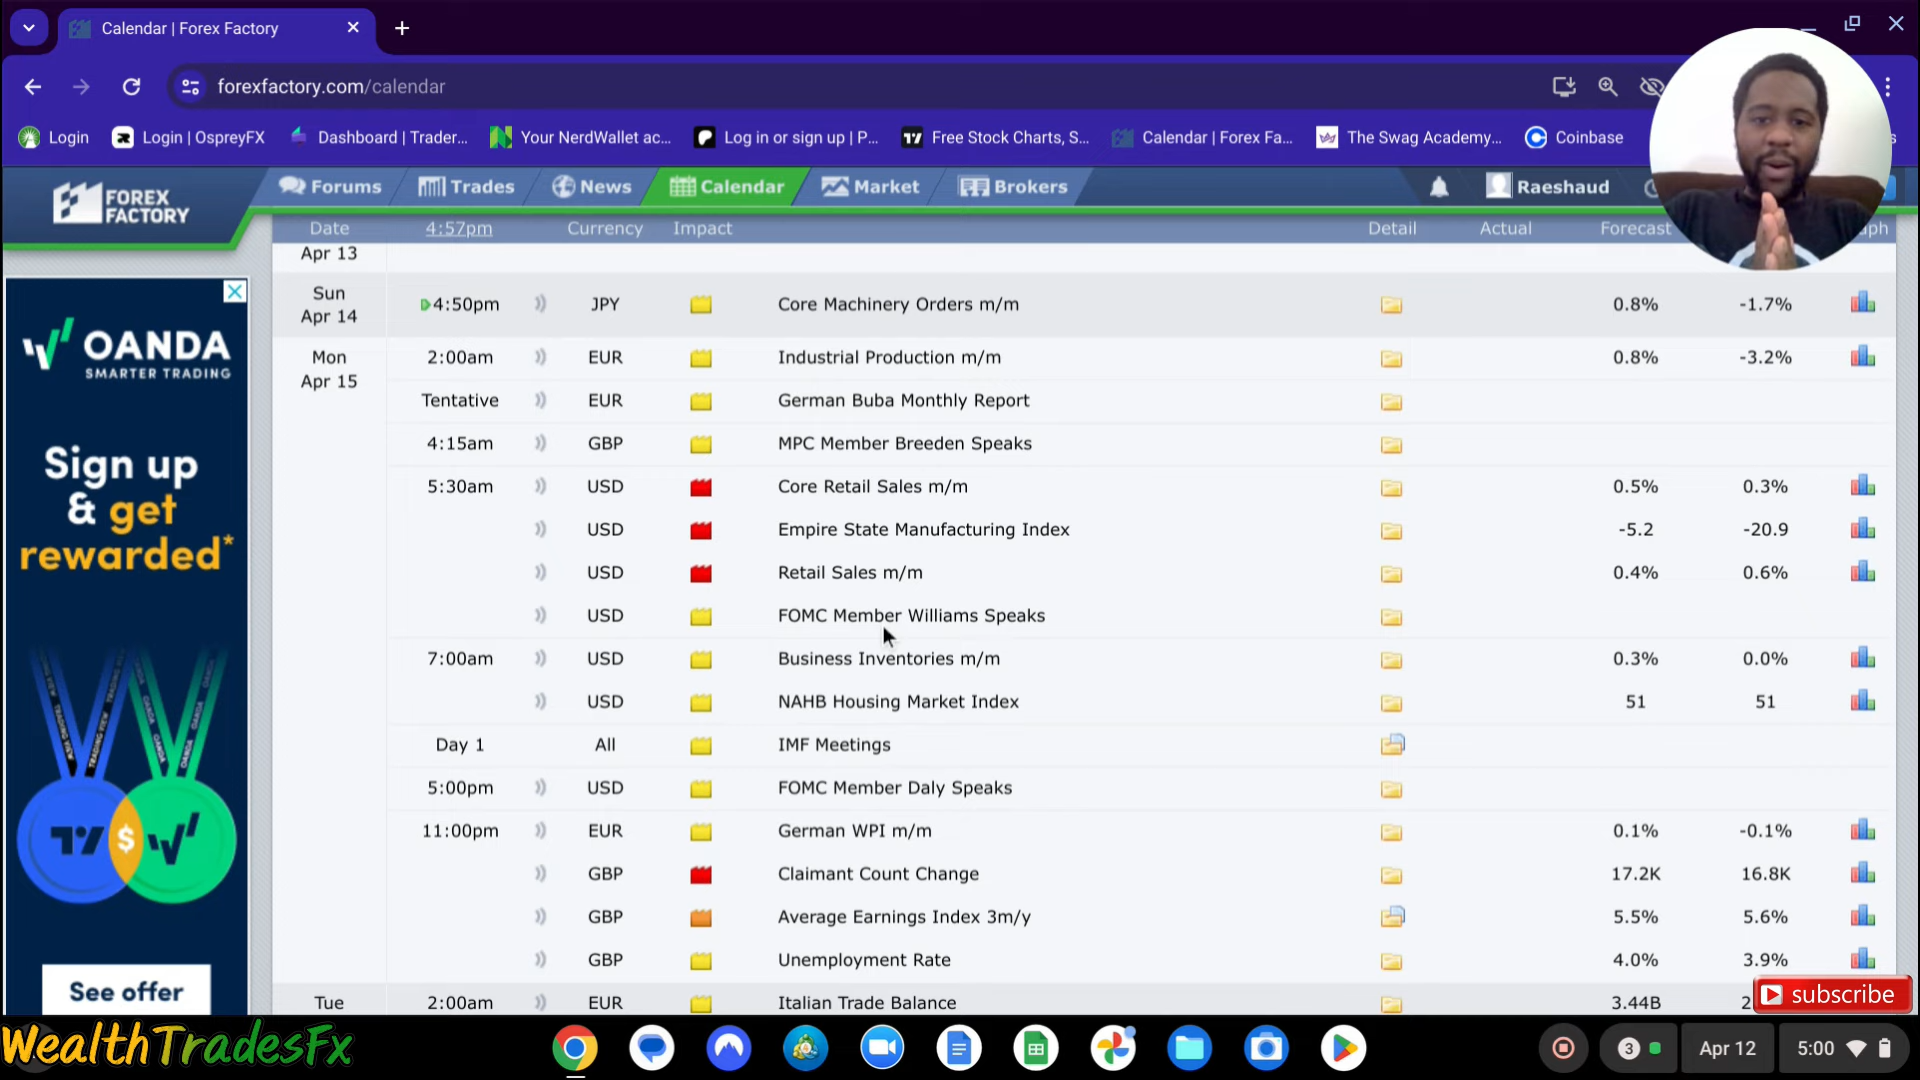 Calendar | Forex Factory
forexfactory.com/calendar
Login
Login | OspreyFX
Dashboard | Trader...
Your NerdWallet ac...
Log in or sign up | P...
Free Stock Charts, S...
Calendar | Forex Fa...
The Swag Academy...
Coinbase
FOREX FACTORY
Forums
Trades
News
Calendar
Market
Brokers
Raeshaud
Date 4:57pm Currency Impact Detail Actual Forecast
Apr 13
Sun Apr 14 4:50pm JPY Core Machinery Orders m/m 0.8% -1.7%
Mon Apr 15 2:00am EUR Industrial Production m/m 0.8% -3.2%
Tentative EUR German Buba Monthly Report
4:15am GBP MPC Member Breeden Speaks
5:30am USD Core Retail Sales m/m 0.5% 0.3%
USD Empire State Manufacturing Index -5.2 -20.9
USD Retail Sales m/m 0.4% 0.6%
USD FOMC Member Williams Speaks
7:00am USD Business Inventories m/m 0.3% 0.0%
USD NAHB Housing Market Index 51 51
Day 1 All IMF Meetings
5:00pm USD FOMC Member Daly Speaks
11:00pm EUR German WPI m/m 0.1% -0.1%
GBP Claimant Count Change 17.2K 16.8K
GBP Average Earnings Index 3m/y 5.5% 5.6%
GBP Unemployment Rate 4.0% 3.9%
Tue 2:00am EUR Italian Trade Balance 3.44B
OANDA
SMARTER TRADING
Sign up
& get
rewarded*
$
See offer
subscribe
WealthTradesFx
3
Apr 12
5:00